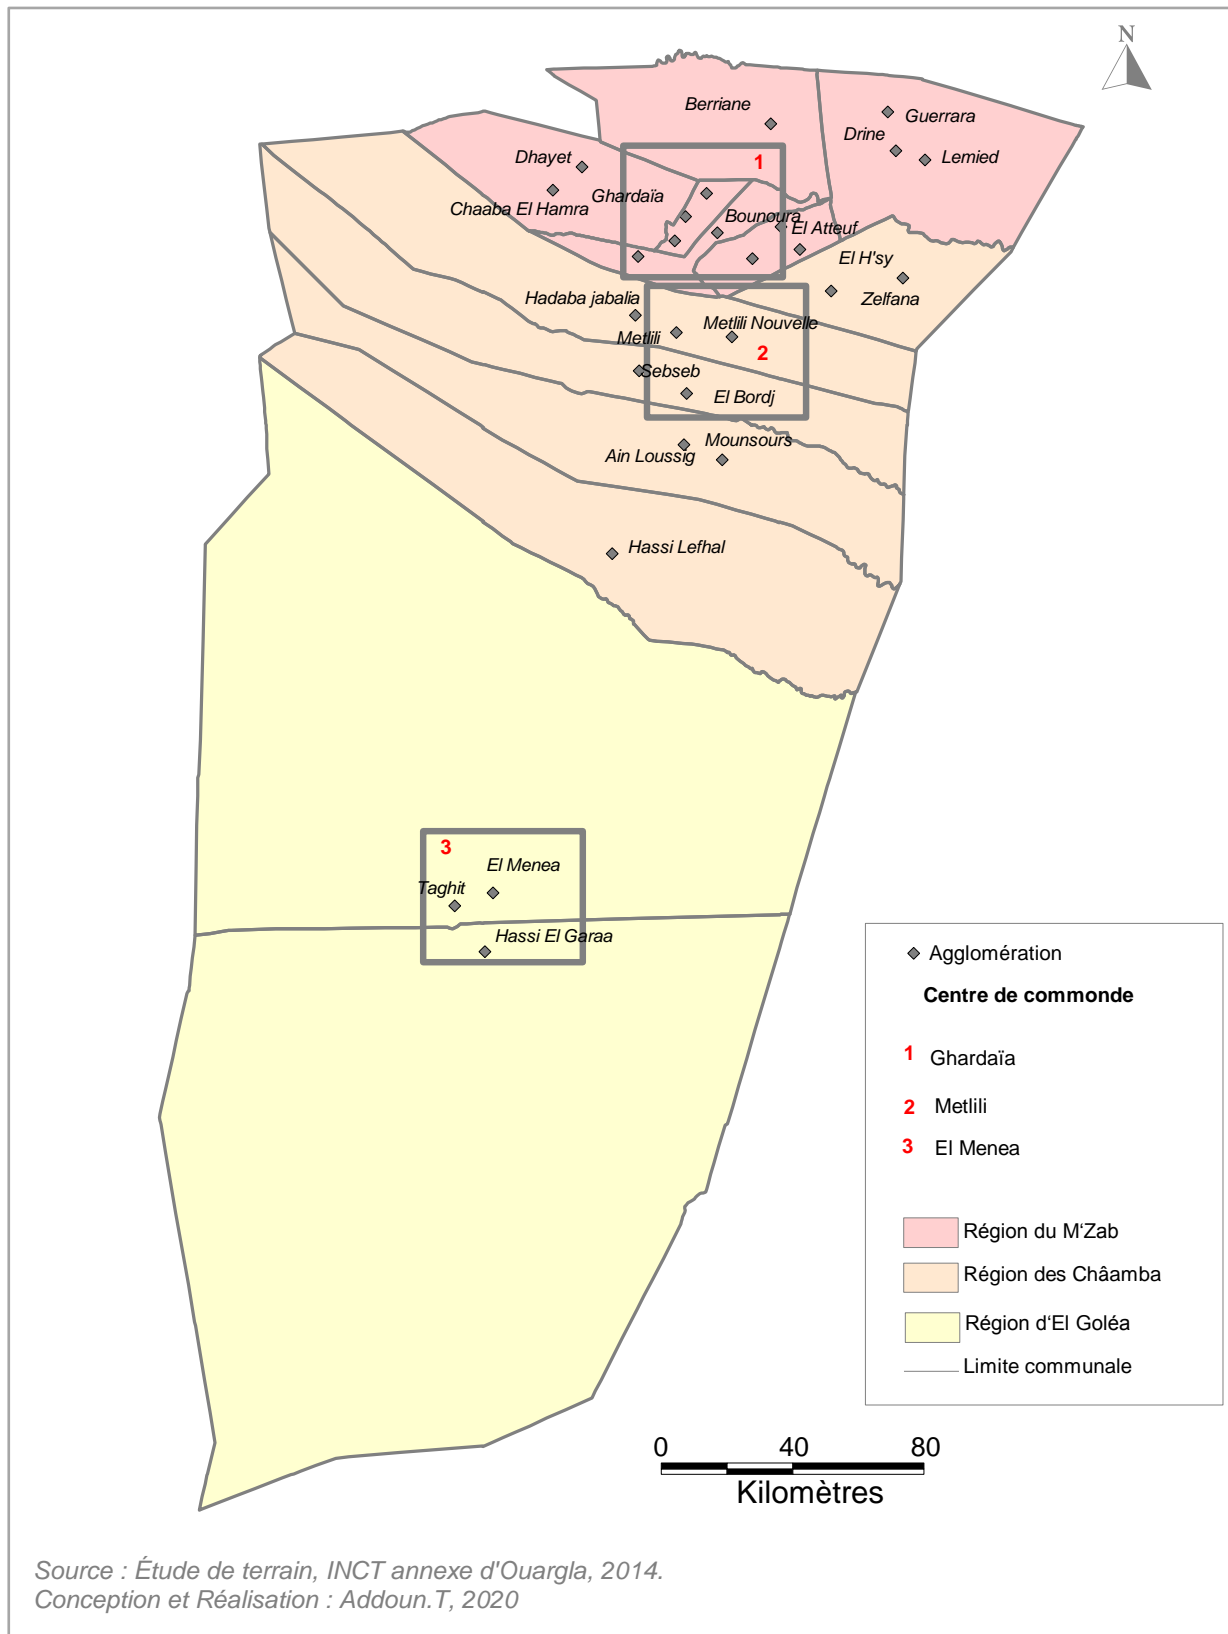 N
Berriane
Guerrara
Drine
Lemied
Dhayet
1
Chaaba El Hamra
Ghardaïa
Bounoura
El Atteuf
El H'sy
Zelfana
Hadaba jabalia
Metlili
Metlili Nouvelle
2
Sebseb
El Bordj
Mounsours
Ain Loussig
Hassi Lefhal
3
El Menea
Taghit
Hassi El Garaa
Agglomération
Centre de commonde
1 Ghardaïa
2 Metlili
3 El Menea
Région du M'Zab
Région des Châamba
Région d'El Goléa
Limite communale
0 40 80
Kilomètres
Source : Étude de terrain, INCT annexe d'Ouargla, 2014.
Conception et Réalisation : Addoun.T, 2020